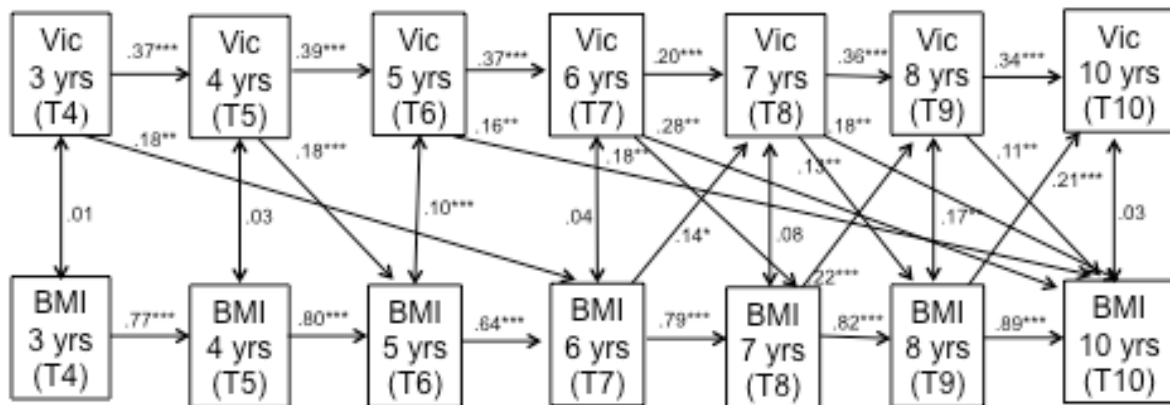 Vic
3 yrs
(T4)
.37***
Vic
4 yrs
(T5)
.39***
Vic
5 yrs
(T6)
.37***
Vic
6 yrs
(T7)
.20***
Vic
7 yrs
(T8)
.36***
Vic
8 yrs
(T9)
.34***
Vic
10 yrs
(T10)
.18**
.18***
.16**
.18**
.28**
.13**
.18**
.11**
.21***
.01
.03
.10***
.04
.14*
.08
.22***
.17**
.03
BMI
3 yrs
(T4)
.77***
BMI
4 yrs
(T5)
.80***
BMI
5 yrs
(T6)
.64***
BMI
6 yrs
(T7)
.79***
BMI
7 yrs
(T8)
.82***
BMI
8 yrs
(T9)
.89***
BMI
10 yrs
(T10)